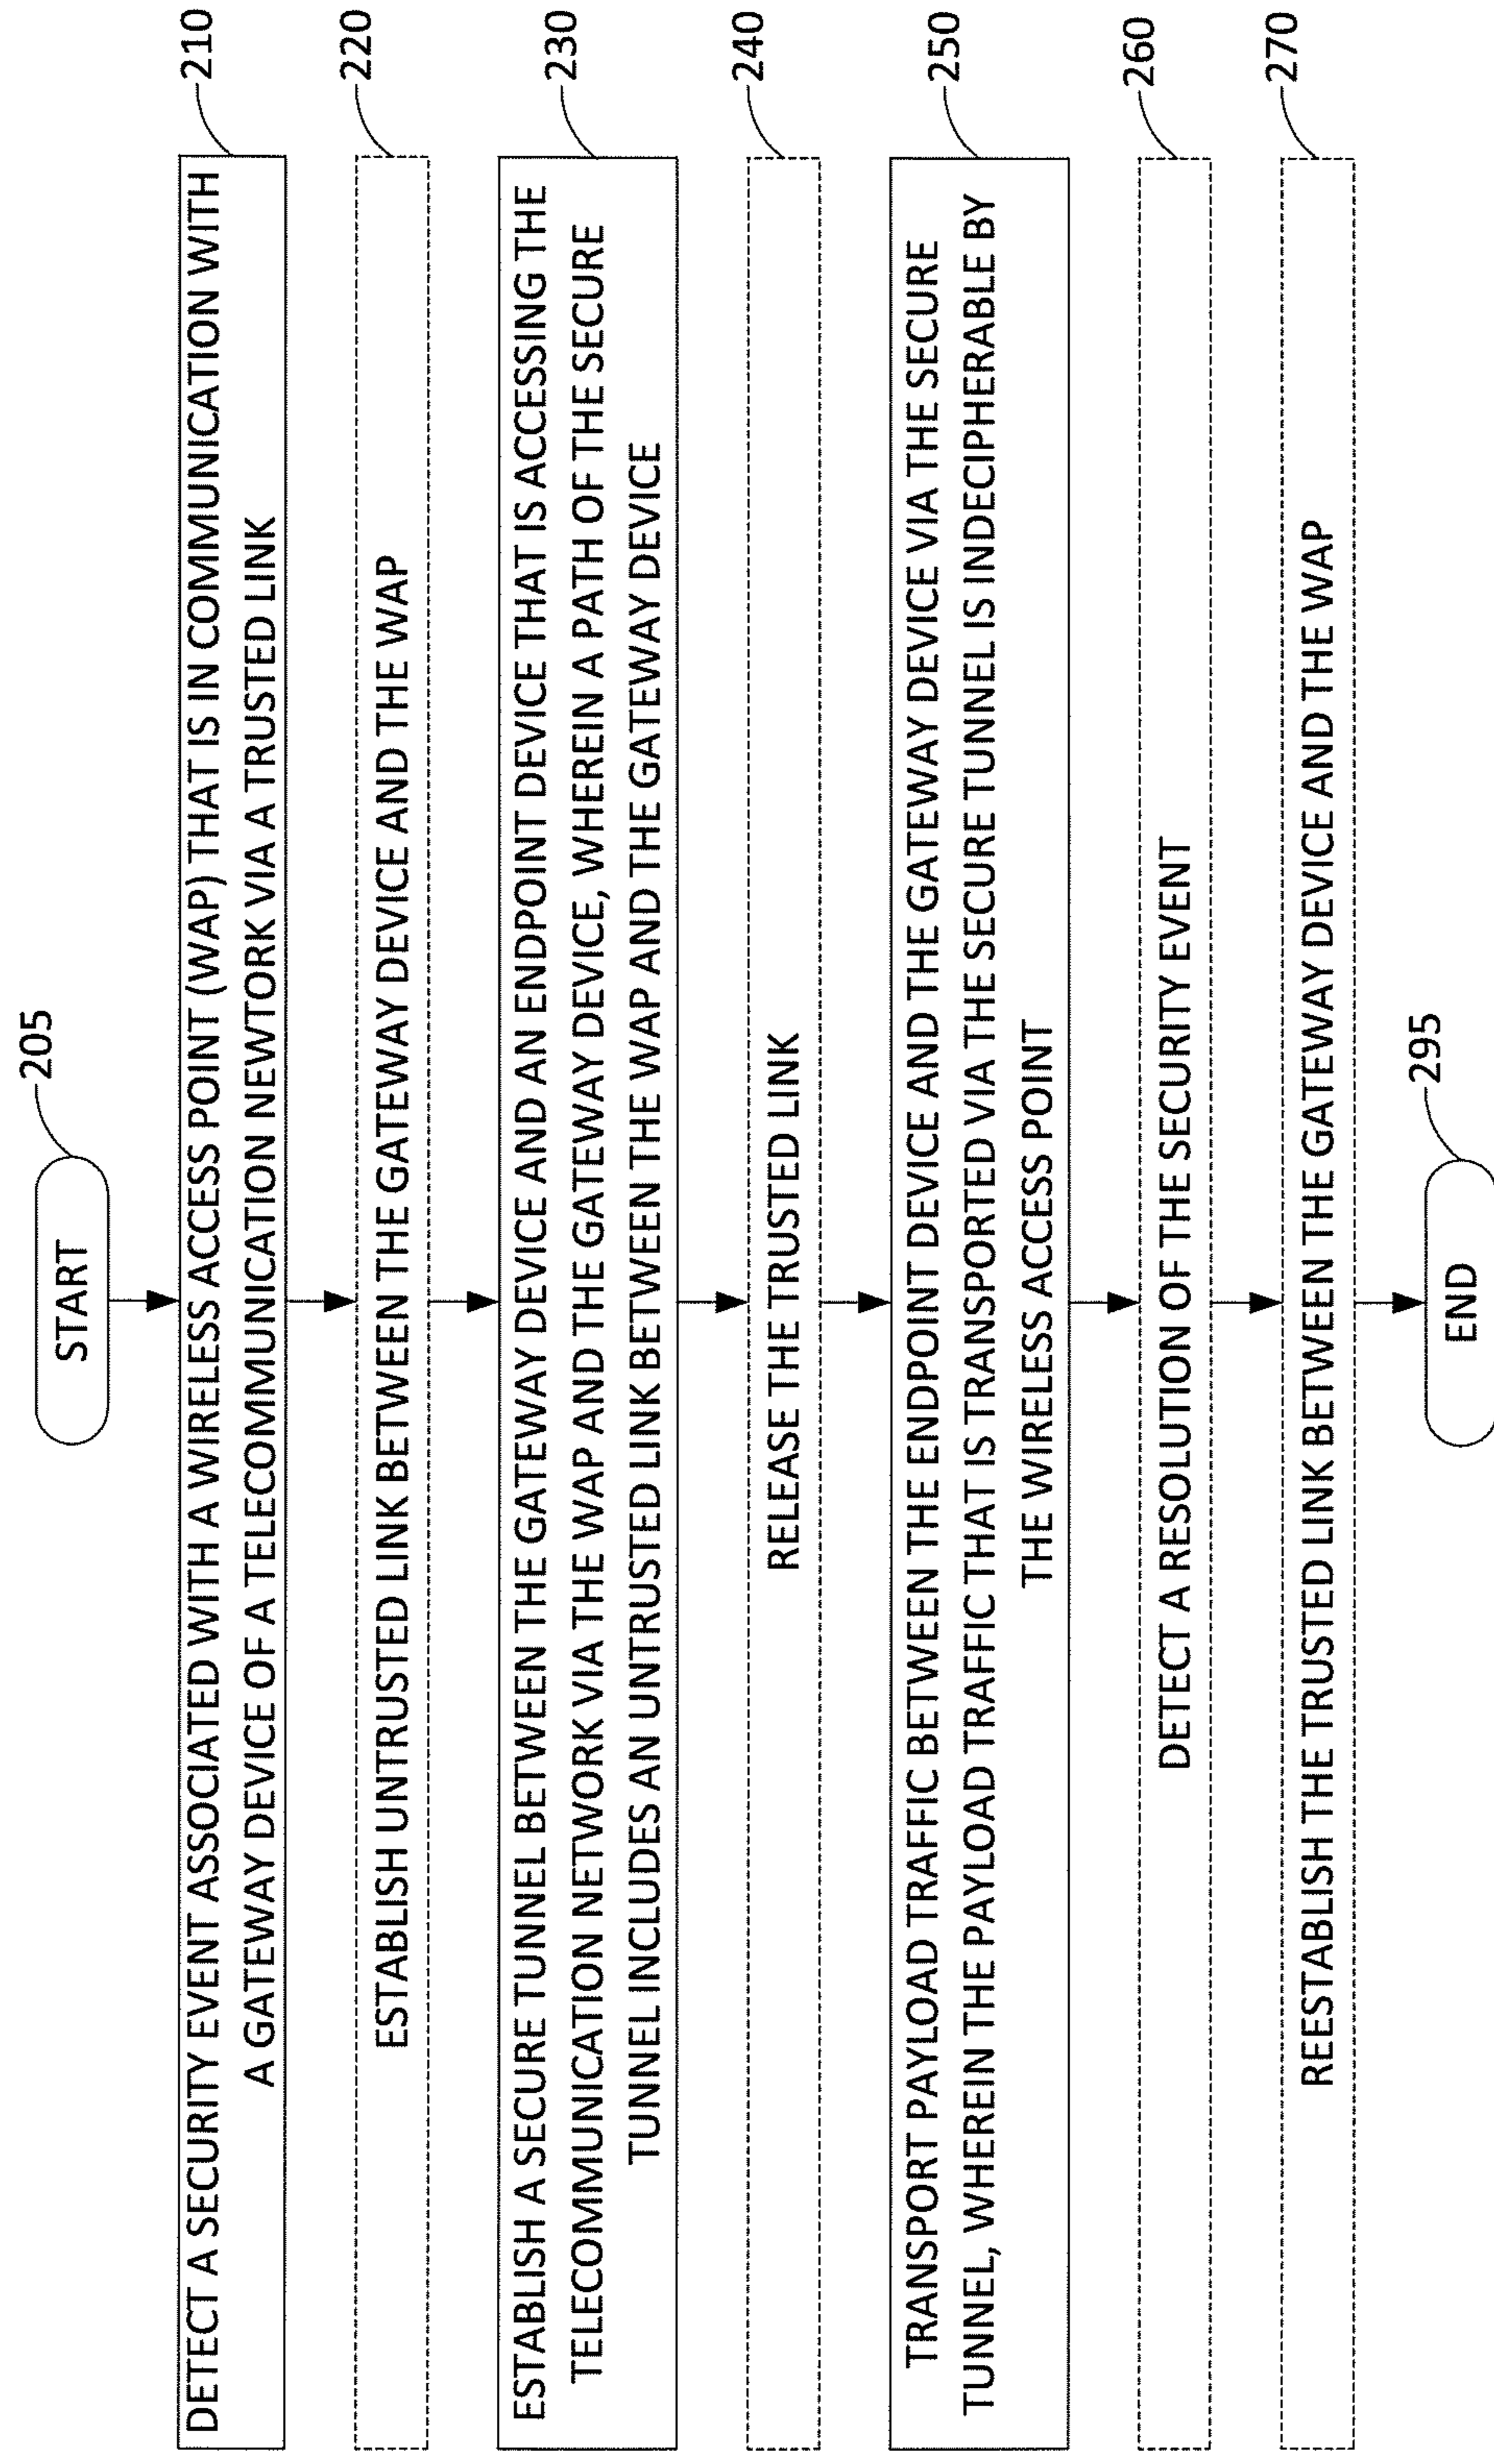 205
START
210
DETECT A SECURITY EVENT ASSOCIATED WITH A WIRELESS ACCESS POINT (WAP) THAT IS IN COMMUNICATION WITH
A GATEWAY DEVICE OF A TELECOMMUNICATION NEWTORK VIA A TRUSTED LINK
220
ESTABLISH UNTRUSTED LINK BETWEEN THE GATEWAY DEVICE AND THE WAP
230
ESTABLISH A SECURE TUNNEL BETWEEN THE GATEWAY DEVICE AND AN ENDPOINT DEVICE THAT IS ACCESSING THE
TELECOMMUNICATION NETWORK VIA THE WAP AND THE GATEWAY DEVICE, WHEREIN A PATH OF THE SECURE
TUNNEL INCLUDES AN UNTRUSTED LINK BETWEEN THE WAP AND THE GATEWAY DEVICE
240
RELEASE THE TRUSTED LINK
250
TRANSPORT PAYLOAD TRAFFIC BETWEEN THE ENDPOINT DEVICE AND THE GATEWAY DEVICE VIA THE SECURE
TUNNEL, WHEREIN THE PAYLOAD TRAFFIC THAT IS TRANSPORTED VIA THE SECURE TUNNEL IS INDECIPHERABLE BY
THE WIRELESS ACCESS POINT
260
DETECT A RESOLUTION OF THE SECURITY EVENT
270
REESTABLISH THE TRUSTED LINK BETWEEN THE GATEWAY DEVICE AND THE WAP
295
END